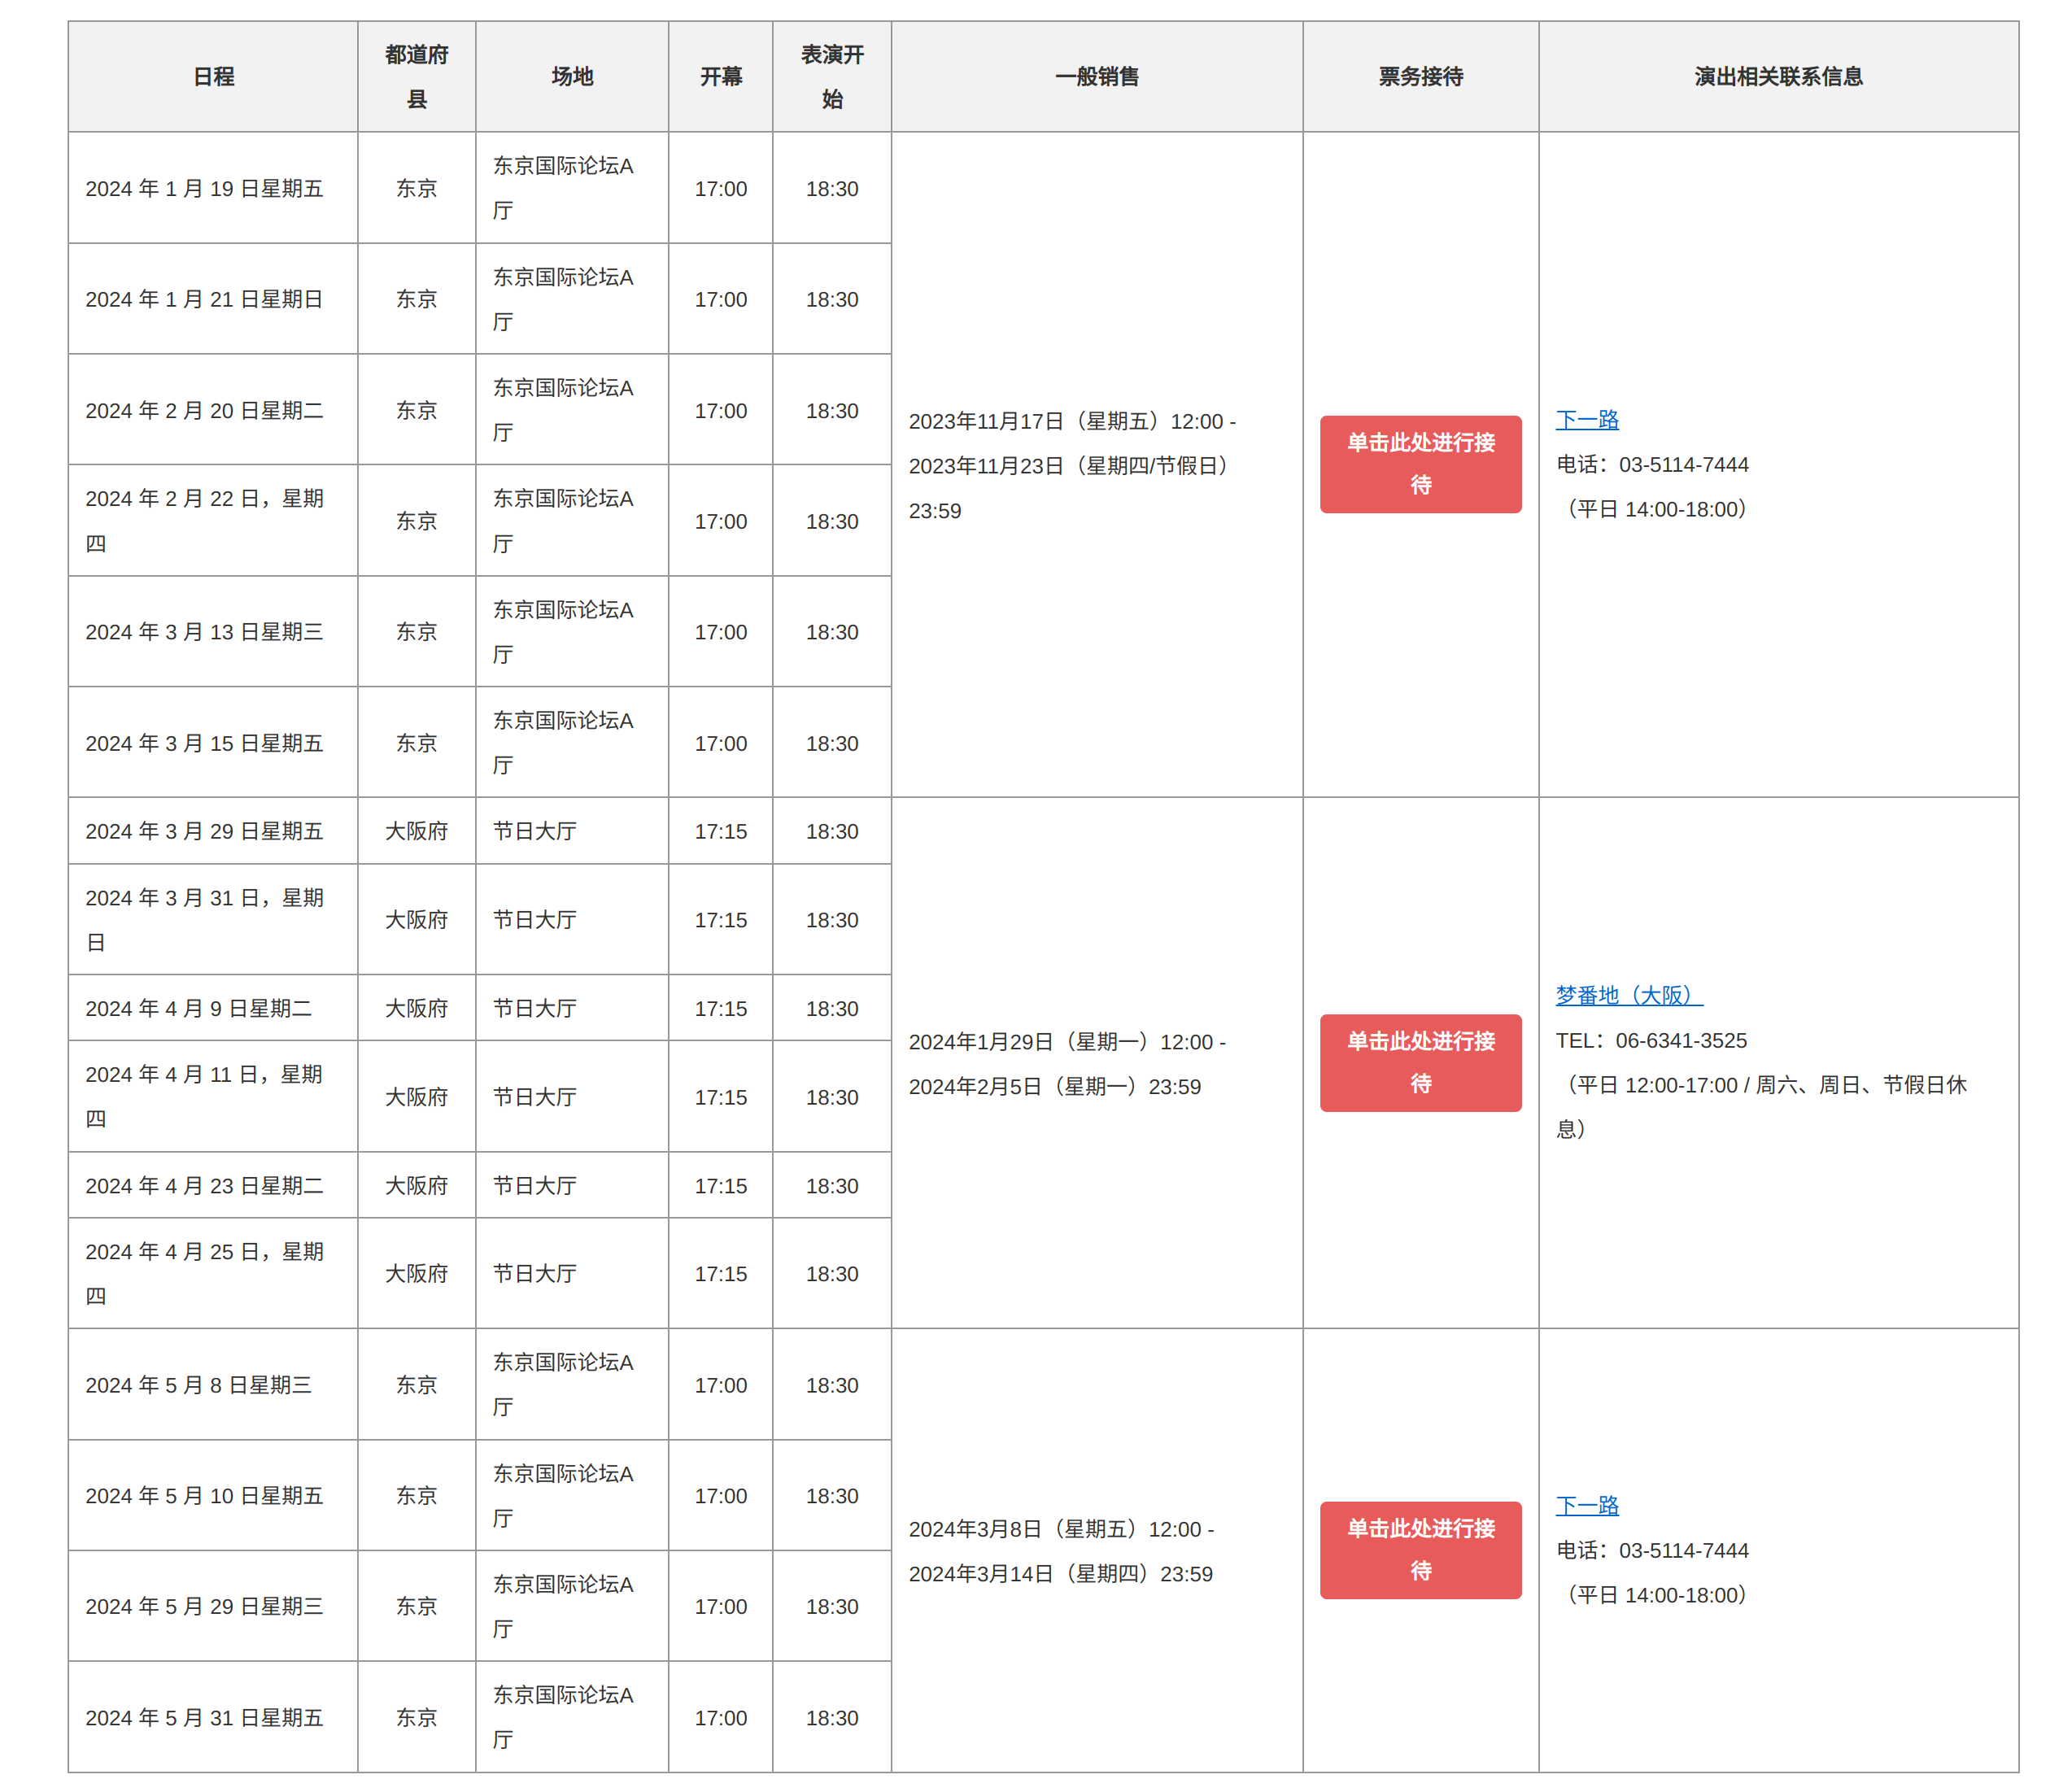 日程
都道府
县
场地
开幕
表演开
始
一般销售
票务接待
演出相关联系信息
2024 年 1 月 19 日星期五
东京
东京国际论坛A
厅
17:00
18:30
2024 年 1 月 21 日星期日
东京
东京国际论坛A
厅
17:00
18:30
2024 年 2 月 20 日星期二
东京
东京国际论坛A
厅
17:00
18:30
2024 年 2 月 22 日，星期
四
东京
东京国际论坛A
厅
17:00
18:30
2024 年 3 月 13 日星期三
东京
东京国际论坛A
厅
17:00
18:30
2024 年 3 月 15 日星期五
东京
东京国际论坛A
厅
17:00
18:30
2023年11月17日（星期五）12:00 -
2023年11月23日（星期四/节假日）
23:59
单击此处进行接
待
下一路
电话：03-5114-7444
（平日 14:00-18:00）
2024 年 3 月 29 日星期五
大阪府
节日大厅
17:15
18:30
2024 年 3 月 31 日，星期
日
大阪府
节日大厅
17:15
18:30
2024 年 4 月 9 日星期二
大阪府
节日大厅
17:15
18:30
2024 年 4 月 11 日，星期
四
大阪府
节日大厅
17:15
18:30
2024 年 4 月 23 日星期二
大阪府
节日大厅
17:15
18:30
2024 年 4 月 25 日，星期
四
大阪府
节日大厅
17:15
18:30
2024年1月29日（星期一）12:00 -
2024年2月5日（星期一）23:59
单击此处进行接
待
梦番地（大阪）
TEL：06-6341-3525
（平日 12:00-17:00 / 周六、周日、节假日休
息）
2024 年 5 月 8 日星期三
东京
东京国际论坛A
厅
17:00
18:30
2024 年 5 月 10 日星期五
东京
东京国际论坛A
厅
17:00
18:30
2024 年 5 月 29 日星期三
东京
东京国际论坛A
厅
17:00
18:30
2024 年 5 月 31 日星期五
东京
东京国际论坛A
厅
17:00
18:30
2024年3月8日（星期五）12:00 -
2024年3月14日（星期四）23:59
单击此处进行接
待
下一路
电话：03-5114-7444
（平日 14:00-18:00）